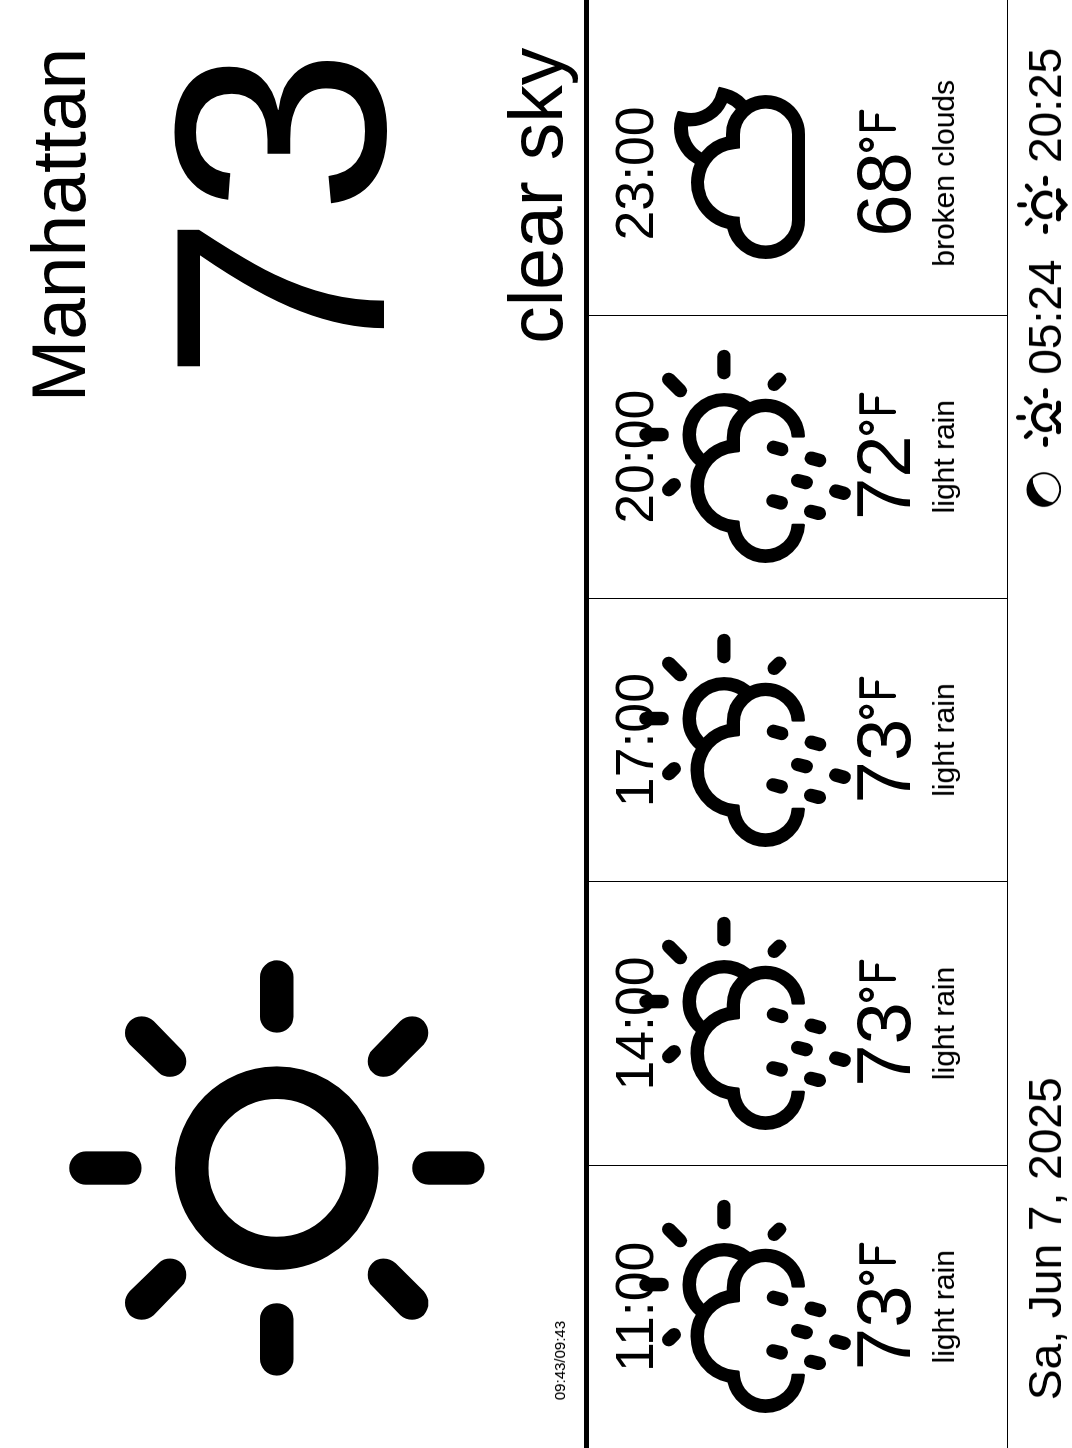 Manhattan
73
clear sky
09:43/09:43
11:00
73°F
light rain
14:00
73°F
light rain
17:00
73°F
light rain
20:00
72°F
light rain
23:00
68°F
broken clouds
Sa, Jun 7, 2025
05:24
20:25